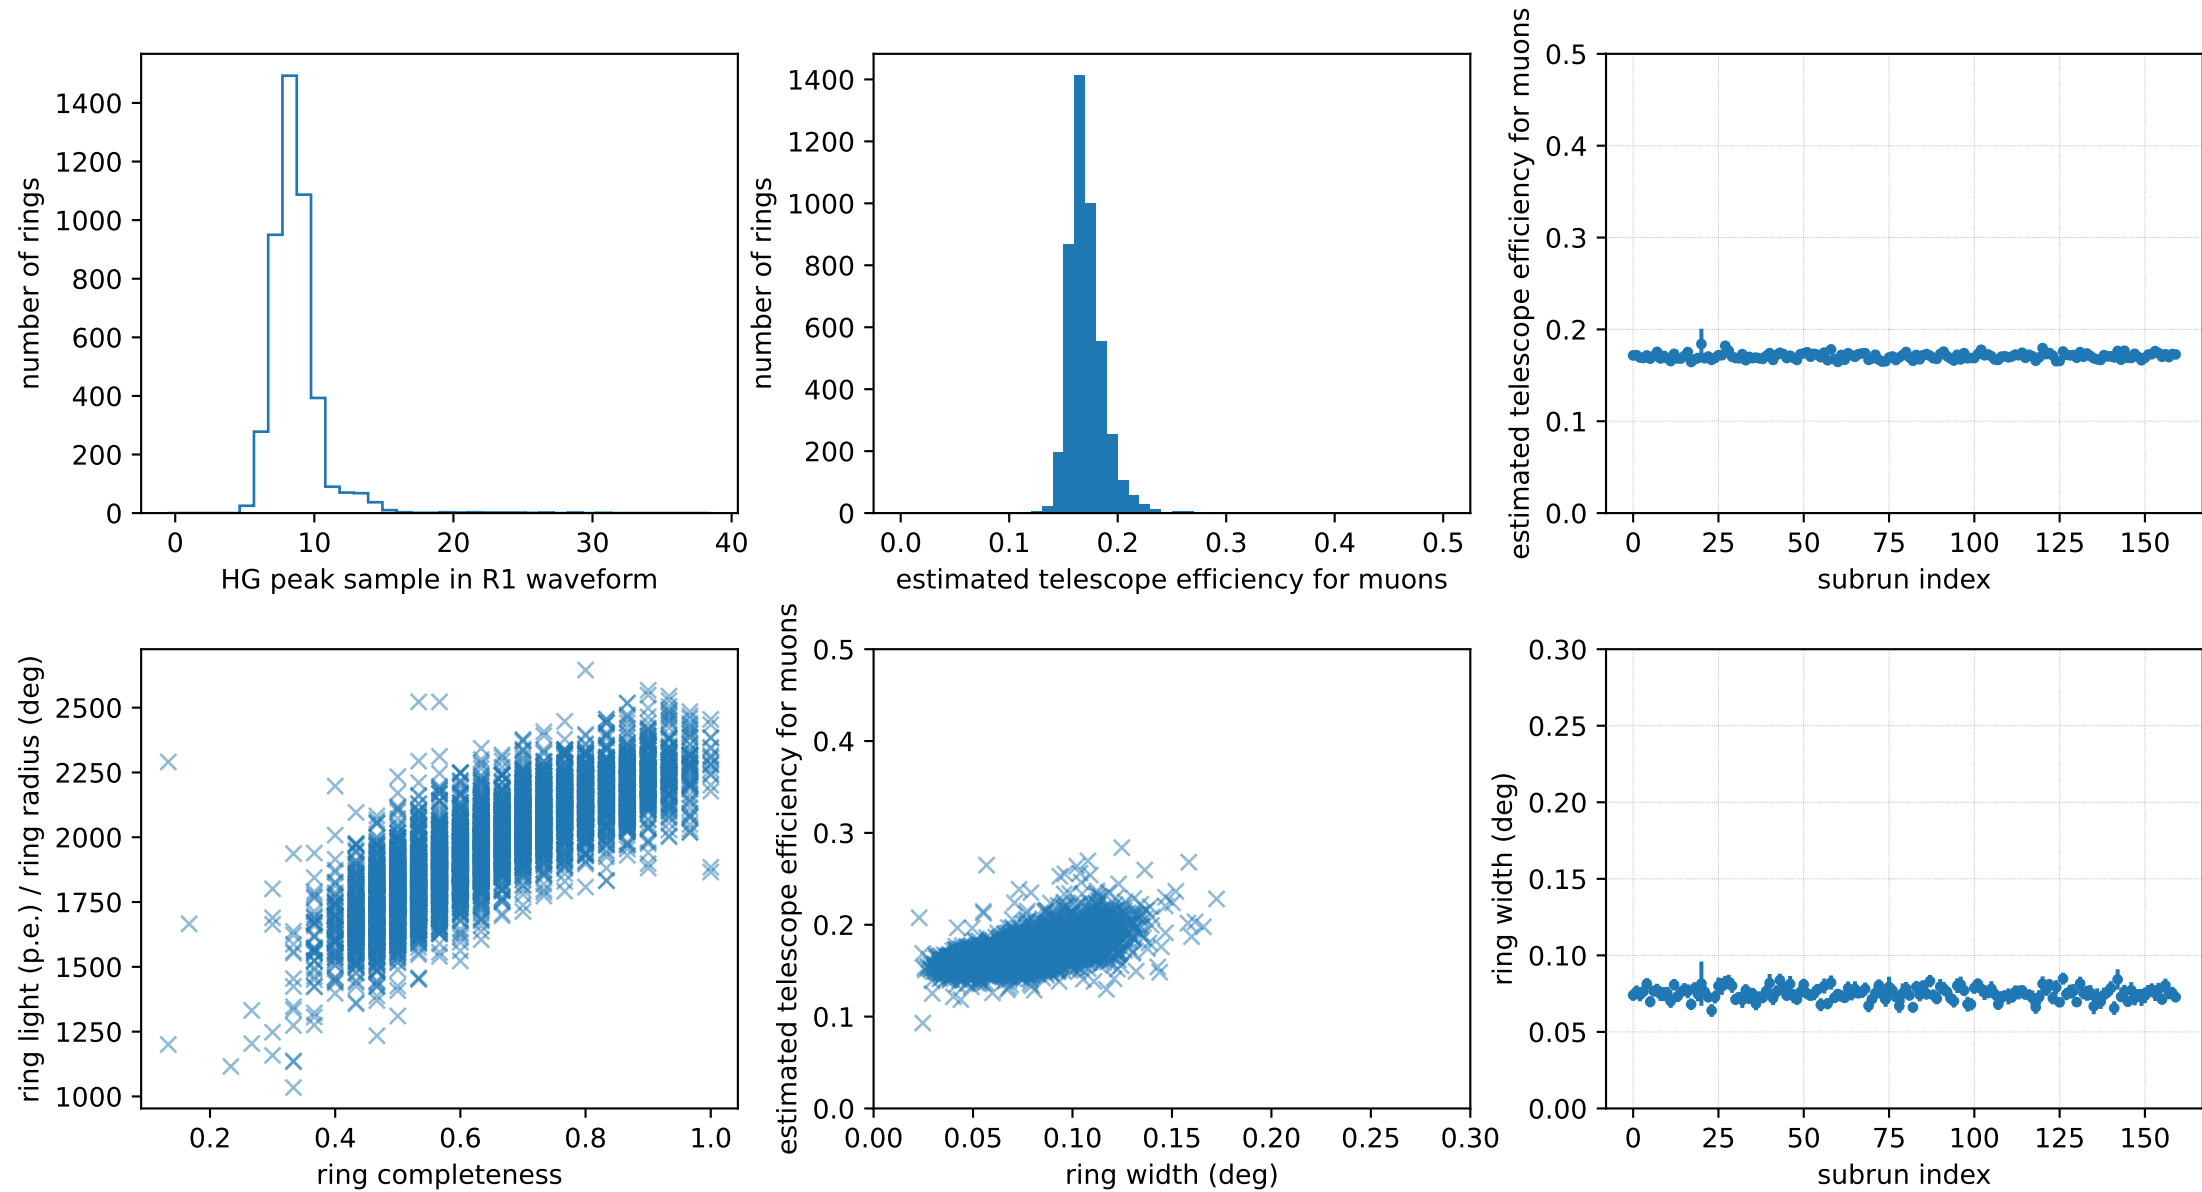 number of rings
1400
1200
1000
800
600
400
200
0
0 10 20 30 40
HG peak sample in R1 waveform
number of rings
1400
1200
1000
800
600
400
200
0
0.0 0.1 0.2 0.3 0.4 0.5
estimated telescope efficiency for muons
estimated telescope efficiency for muons
0.5
0.4
0.3
0.2
0.1
0.0
0 25 50 75 100 125 150
subrun index
ring light (p.e.) / ring radius (deg)
2500
2250
2000
1750
1500
1250
1000
0.2 0.4 0.6 0.8 1.0
ring completeness
estimated telescope efficiency for muons
0.5
0.4
0.3
0.2
0.1
0.0
0.00 0.05 0.10 0.15 0.20 0.25 0.30
ring width (deg)
ring width (deg)
0.30
0.25
0.20
0.15
0.10
0.05
0.00
0 25 50 75 100 125 150
subrun index